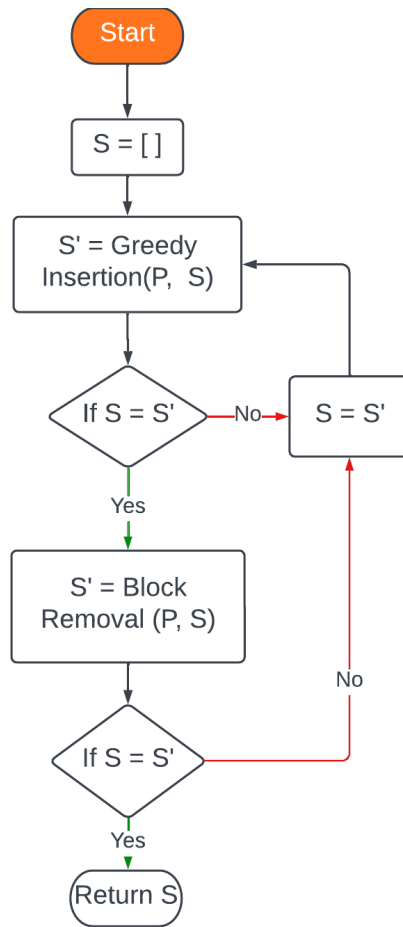 Start
S = [ ]
S' = Greedy
Insertion(P, S)
If S = S'
No
S = S'
Yes
S' = Block
Removal (P, S)
No
If S = S'
Yes
Return S